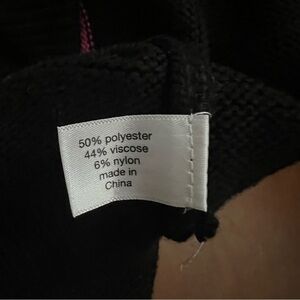 50% polyester
44% viscose
6% nylon
made in
China